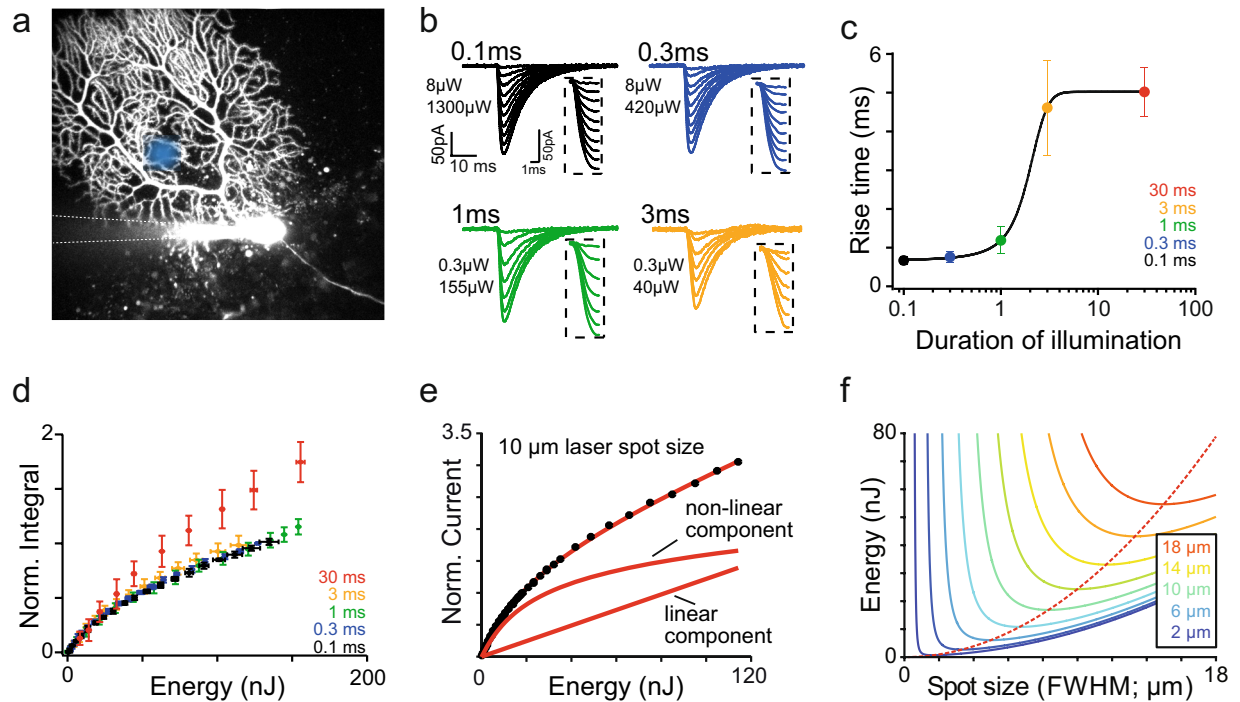 a
b
0.1ms
8µW
1300µW
50pA
10 ms
50pA
1ms
0.3ms
8µW
420µW
1ms
0.3µW
155µW
3ms
0.3µW
40µW
c
6
Rise time (ms)
0
30 ms
3 ms
1 ms
0.3 ms
0.1 ms
0.1
1
10
100
Duration of illumination
d
2
Norm. Integral
0
30 ms
3 ms
1 ms
0.3 ms
0.1 ms
0
Energy (nJ)
200
e
3.5
10 µm laser spot size
Norm. Current
non-linear
component
linear
component
0
Energy (nJ)
120
f
80
Energy (nJ)
0
18 µm
14 µm
10 µm
6 µm
2 µm
0
Spot size (FWHM; µm)
18